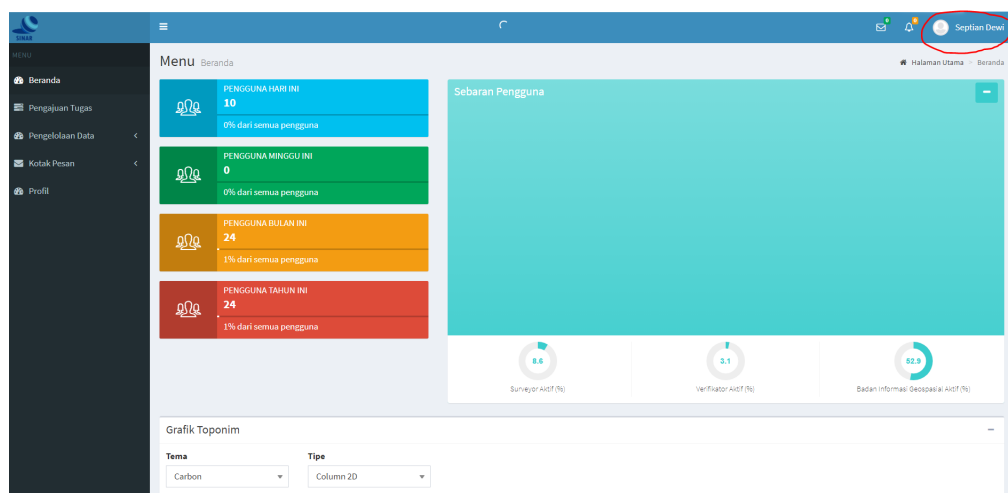 SINAR
Septian Dewi
MENU
Beranda
Pengajuan Tugas
Pengelolaan Data
Kotak Pesan
Profil
Menu Beranda
Halaman Utama > Beranda
PENGGUNA HARI INI
10
0% dari semua pengguna
PENGGUNA MINGGU INI
0
0% dari semua pengguna
PENGGUNA BULAN INI
24
1% dari semua pengguna
PENGGUNA TAHUN INI
24
1% dari semua pengguna
Sebaran Pengguna
8.6
Surveyor Aktif (%)
3.1
Verifikator Aktif (%)
52.9
Badan Informasi Geospasial Aktif (%)
Grafik Toponim
Tema
Tipe
Carbon
Column 2D